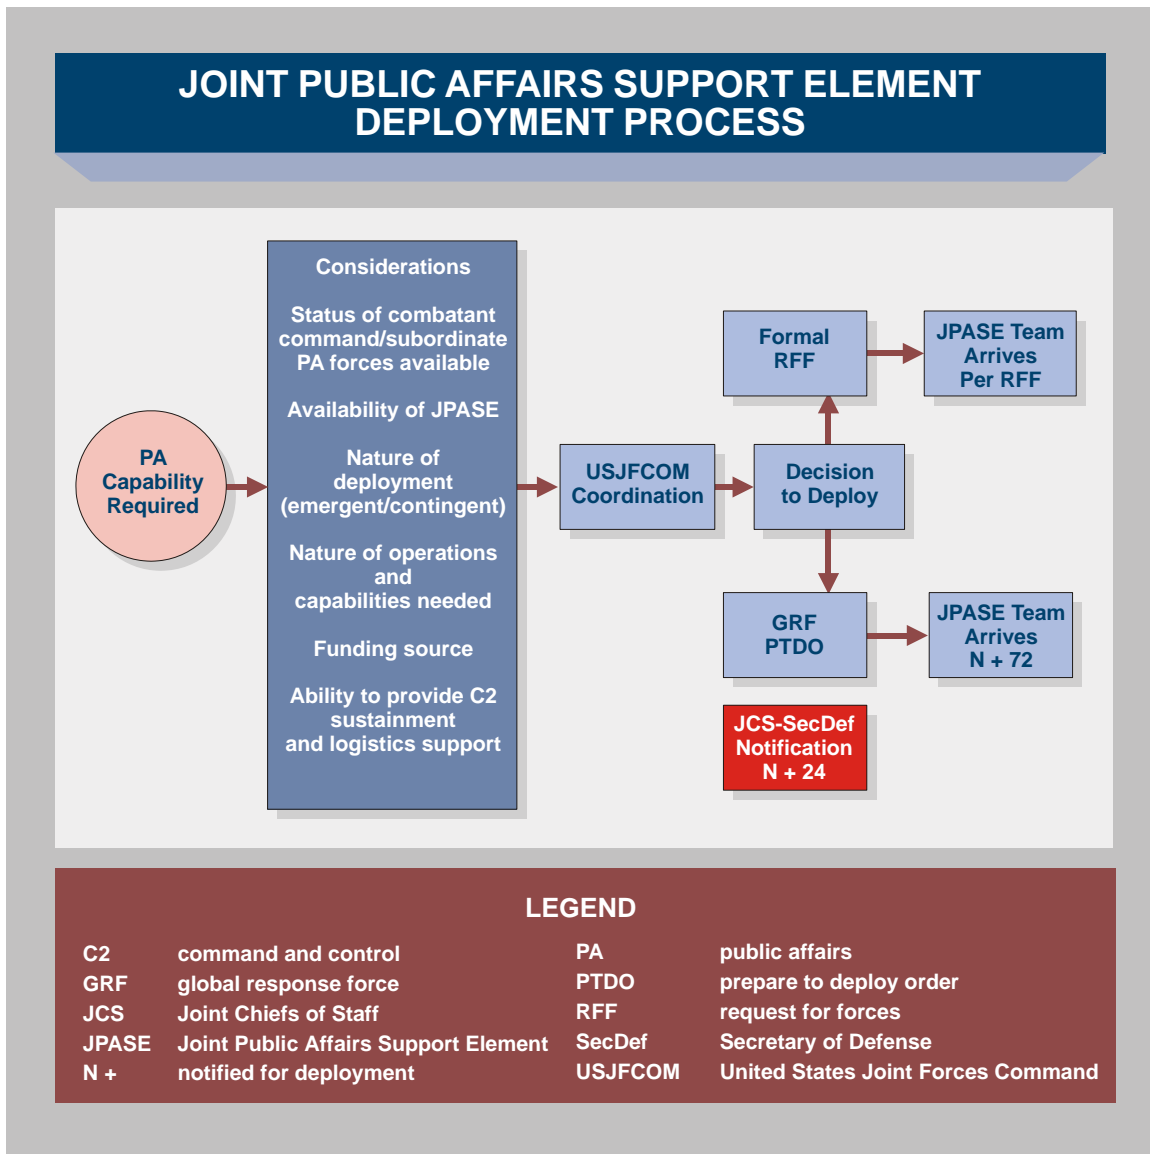 JOINT PUBLIC AFFAIRS SUPPORT ELEMENT
DEPLOYMENT PROCESS
PA
Capability
Required
Considerations
Status of combatant
command/subordinate
PA forces available
Availability of JPASE
Nature of
deployment
(emergent/contingent)
Nature of operations
and
capabilities needed
Funding source
Ability to provide C2
sustainment
and logistics support
USJFCOM
Coordination
Decision
to Deploy
Formal
RFF
JPASE Team
Arrives
Per RFF
GRF
PTDO
JPASE Team
Arrives
N + 72
JCS-SecDef
Notification
N + 24
LEGEND
C2 command and control
GRF global response force
JCS Joint Chiefs of Staff
JPASE Joint Public Affairs Support Element
N + notified for deployment
PA public affairs
PTDO prepare to deploy order
RFF request for forces
SecDef Secretary of Defense
USJFCOM United States Joint Forces Command